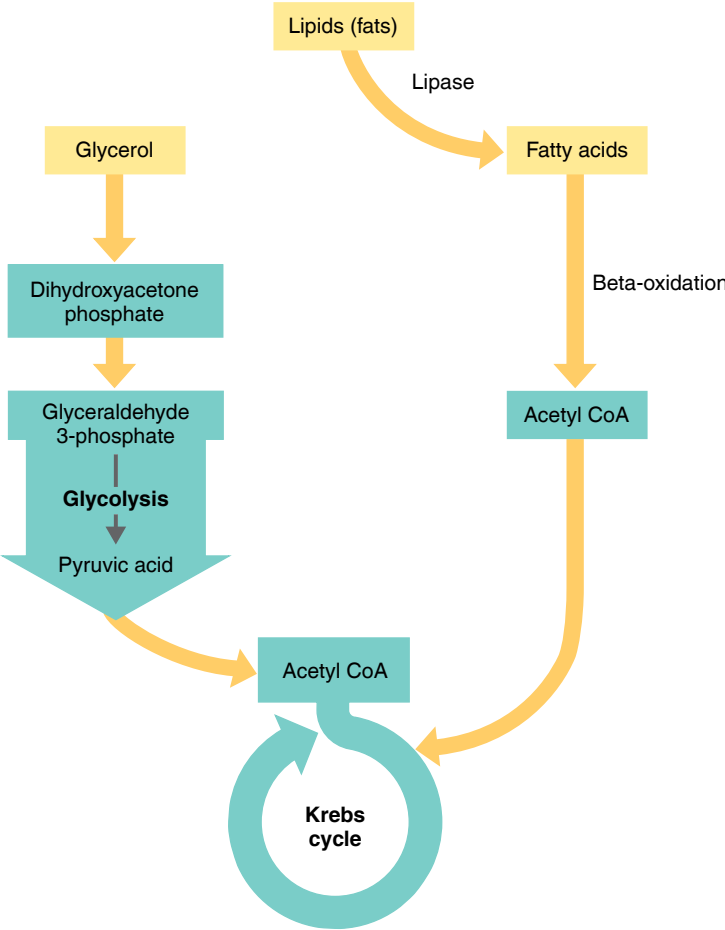 Lipids (fats)
Lipase
Glycerol
Fatty acids
Dihydroxyacetone
phosphate
Beta-oxidation
Glyceraldehyde
3-phosphate
Acetyl CoA
Glycolysis
Pyruvic acid
Acetyl CoA
Krebs
cycle